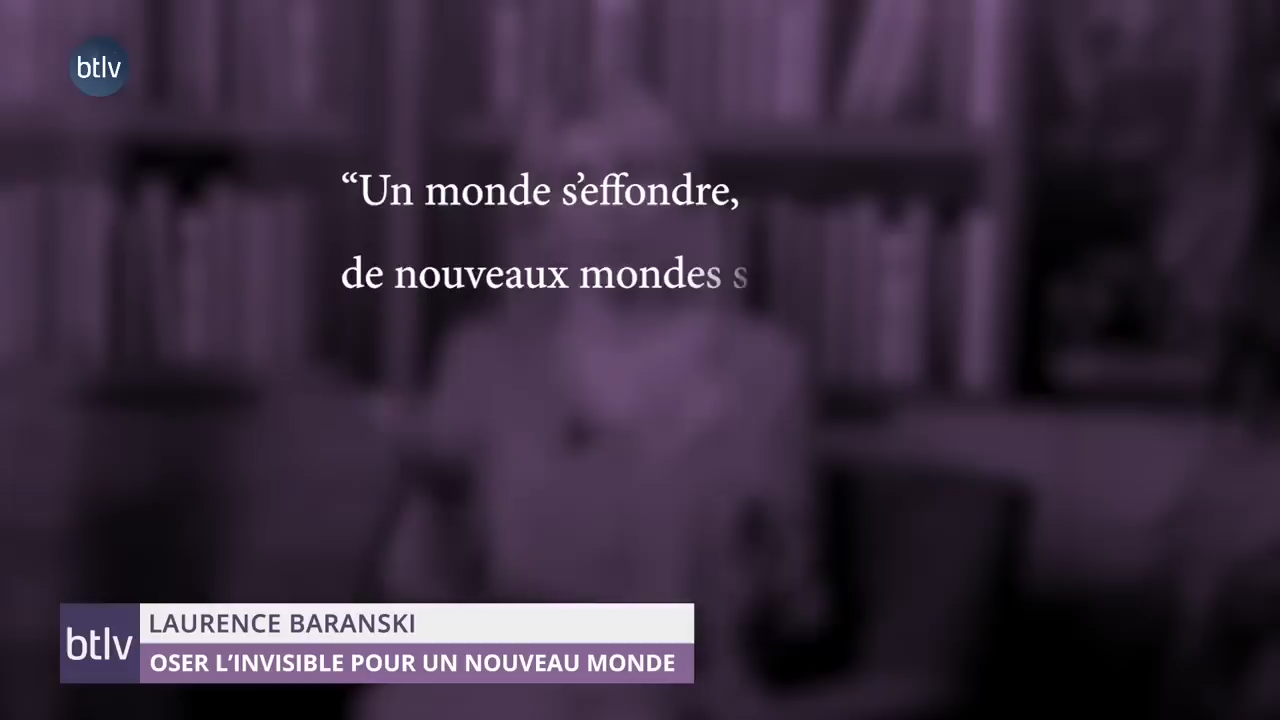 btlv
“Un monde s’effondre,
de nouveaux mondes s
btlv
LAURENCE BARANSKI
OSER L’INVISIBLE POUR UN NOUVEAU MONDE